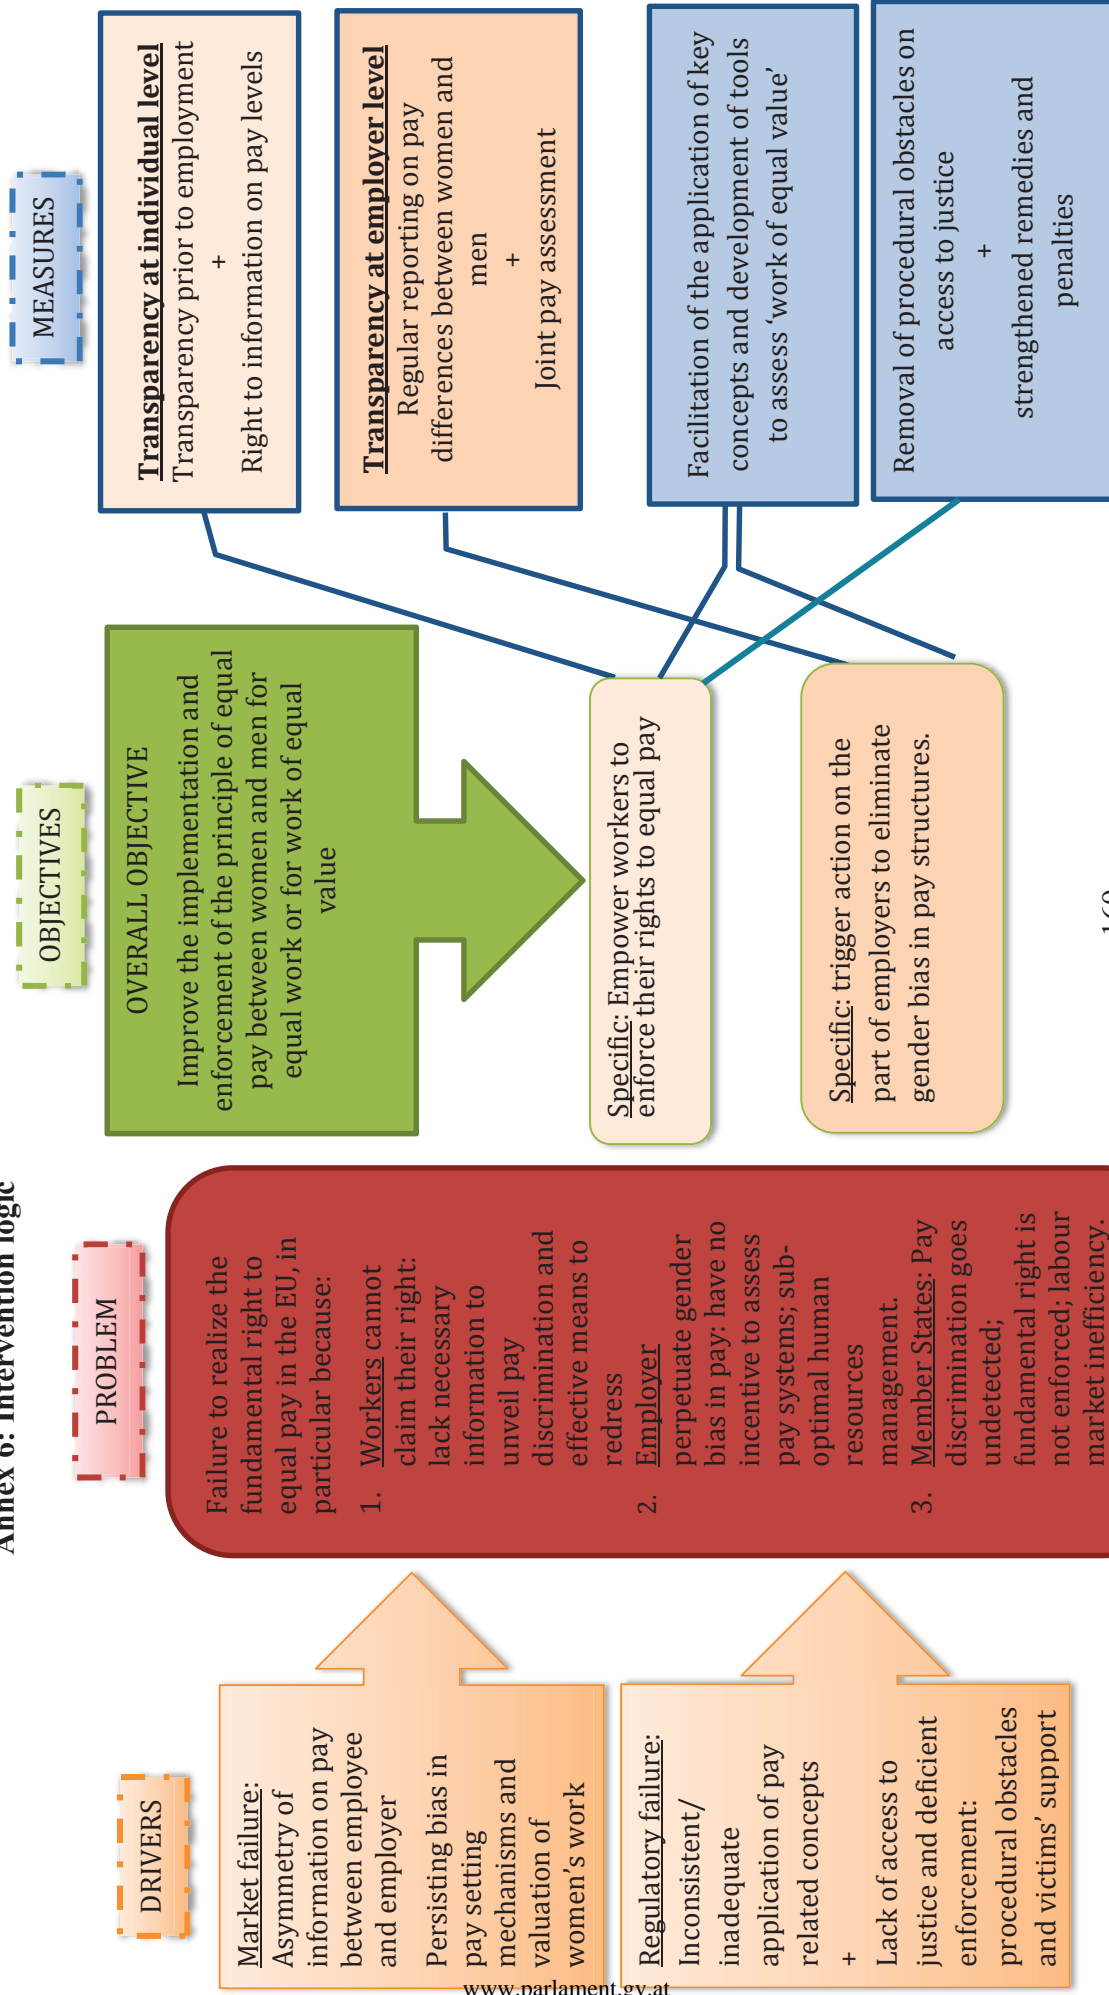 Annex 6: Intervention logic
DRIVERS
Market failure:
Asymmetry of
information on pay
between employee
and employer
Persisting bias in
pay setting
mechanisms and
valuation of
women's work
Regulatory failure:
Inconsistent/
inadequate
application of pay
related concepts
+
Lack of access to
justice and deficient
enforcement:
procedural obstacles
and victims' support
PROBLEM
Failure to realize the
fundamental right to
equal pay in the EU, in
particular because:
1. Workers cannot
claim their right:
lack necessary
information to
unveil pay
discrimination and
effective means to
redress
2. Employer
perpetuate gender
bias in pay: have no
incentive to assess
pay systems; sub-
optimal human
resources
management.
3. Member States: Pay
discrimination goes
undetected;
fundamental right is
not enforced; labour
market inefficiency.
OBJECTIVES
OVERALL OBJECTIVE
Improve the implementation and
enforcement of the principle of equal
pay between women and men for
equal work or for work of equal
value
Specific: Empower workers to
enforce their rights to equal pay
Specific: trigger action on the
part of employers to eliminate
gender bias in pay structures.
MEASURES
Transparency at individual level
Transparency prior to employment
+
Right to information on pay levels
Transparency at employer level
Regular reporting on pay
differences between women and
men
+
Joint pay assessment
Facilitation of the application of key
concepts and development of tools
to assess ‘work of equal value’
Removal of procedural obstacles on
access to justice
+
strengthened remedies and
penalties
www.parlament.gv.at